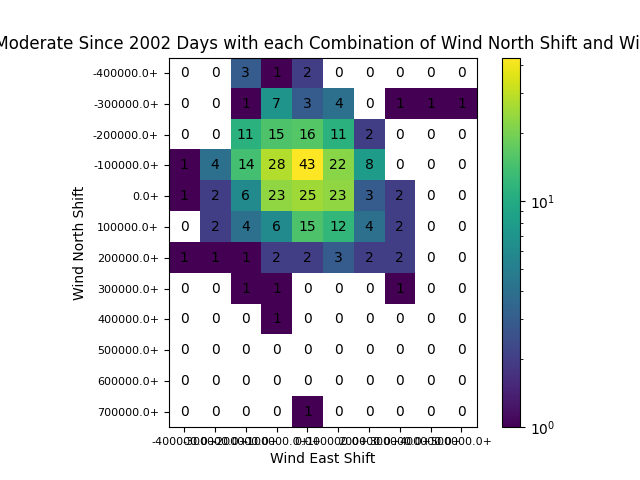 Moderate Since 2002 Days with each Combination of Wind North Shift and Wi
-400000.0+ 0 0 3 1 2 0 0 0 0 0
-300000.0+ 0 0 1 7 3 4 0 1 1 1
-200000.0+ 0 0 11 15 16 11 2 0 0 0
-100000.0+ 1 4 14 28 43 22 8 0 0 0
0.0+ 1 2 6 23 25 23 3 2 0 0
100000.0+ 0 2 4 6 15 12 4 2 0 0
200000.0+ 1 1 1 2 2 3 2 2 0 0
300000.0+ 0 0 1 1 0 0 0 1 0 0
400000.0+ 0 0 0 1 0 0 0 0 0 0
500000.0+ 0 0 0 0 0 0 0 0 0 0
600000.0+ 0 0 0 0 0 0 0 0 0 0
700000.0+ 0 0 0 0 1 0 0 0 0 0
Wind North Shift
Wind East Shift
10¹
10⁰